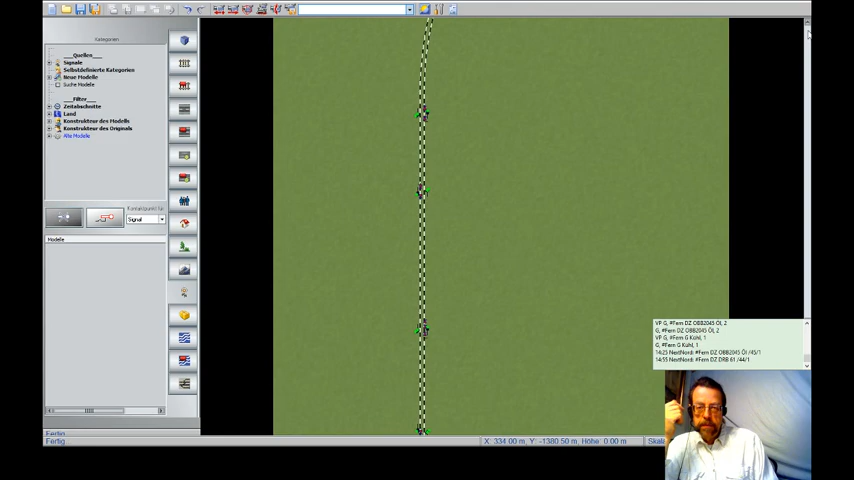 Kategorien
___Quellen___
Signale
Selbstdefinierte Kategorien
Neue Modelle
Suche Modelle
___Filter___
Zeitabschnitte
Land
Konstrukteur des Modells
Konstrukteur des Originals
Alte Modelle
Kontaktpunkt für
Signal
Modelle
VP G, #Fern DZ OBB2045 Öl, 2
G, #Fern DZ OBB2045 Öl, 2
VP G, #Fern G Kühl, 1
G, #Fern G Kühl, 1
14:25 NextNord: #Fern DZ OBB2045 Öl /45/1
14:55 NextNord: #Fern DZ DRB 61 /44/1
Fertig
Fertig
X: 334.00 m, Y: -1380.50 m, Höhe: 0.00 m
Skala